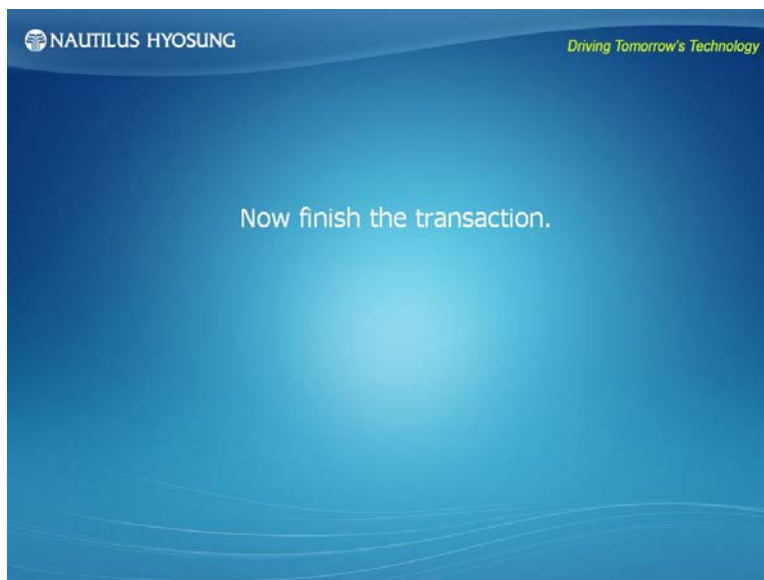 NAUTILUS HYOSUNG
Driving Tomorrow's Technology
Now finish the transaction.